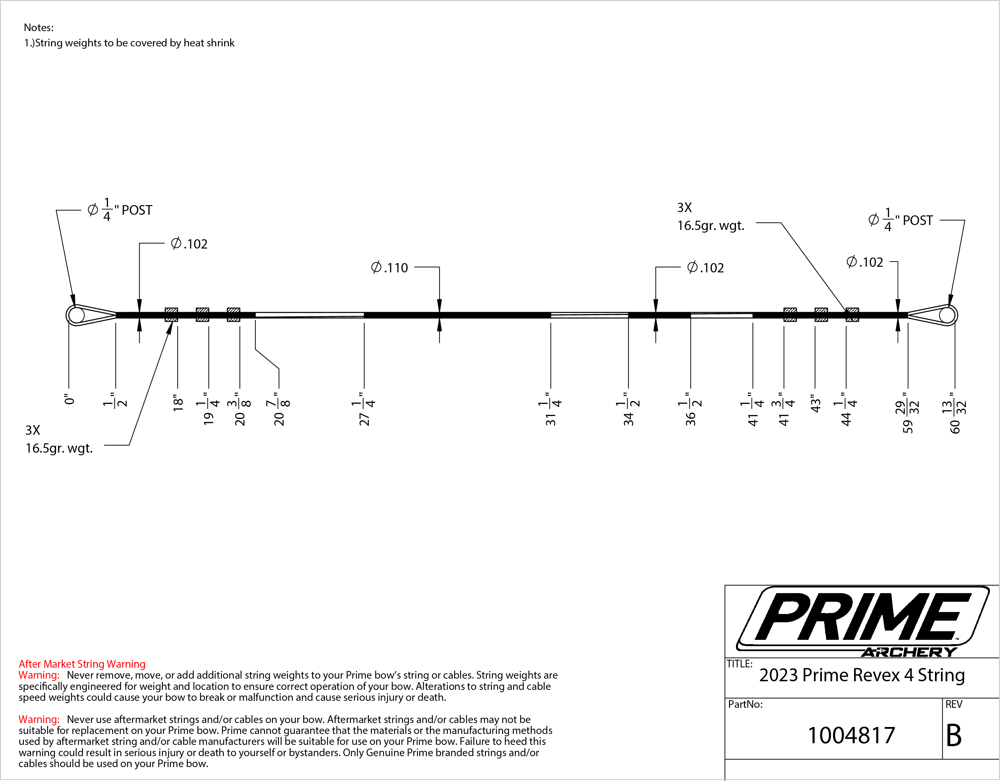 Notes:
1.)String weights to be covered by heat shrink
∅ 1/4" POST
3X
16.5gr. wgt.
∅ 1/4" POST
∅.102
∅.110
∅.102
∅.102
0"
1/2"
18"
19 1/4"
20 3/8"
20 7/8"
27 1/4"
31 1/4"
34 1/2"
36 1/2"
41 1/4"
41 3/4"
43"
44 1/4"
59 29/32"
60 13/32"
3X
16.5gr. wgt.
After Market String Warning
Warning: Never remove, move, or add additional string weights to your Prime bow’s string or cables. String weights are
specifically engineered for weight and location to ensure correct operation of your bow. Alterations to string and cable
speed weights could cause your bow to break or malfunction and cause serious injury or death.
Warning: Never use aftermarket strings and/or cables on your bow. Aftermarket strings and/or cables may not be
suitable for replacement on your Prime bow. Prime cannot guarantee that the materials or the manufacturing methods
used by aftermarket string and/or cable manufacturers will be suitable for use on your Prime bow. Failure to heed this
warning could result in serious injury or death to yourself or bystanders. Only Genuine Prime branded strings and/or
cables should be used on your Prime bow.
PRIME™
ARCHERY
TITLE:
2023 Prime Revex 4 String
PartNo:
1004817
REV
B